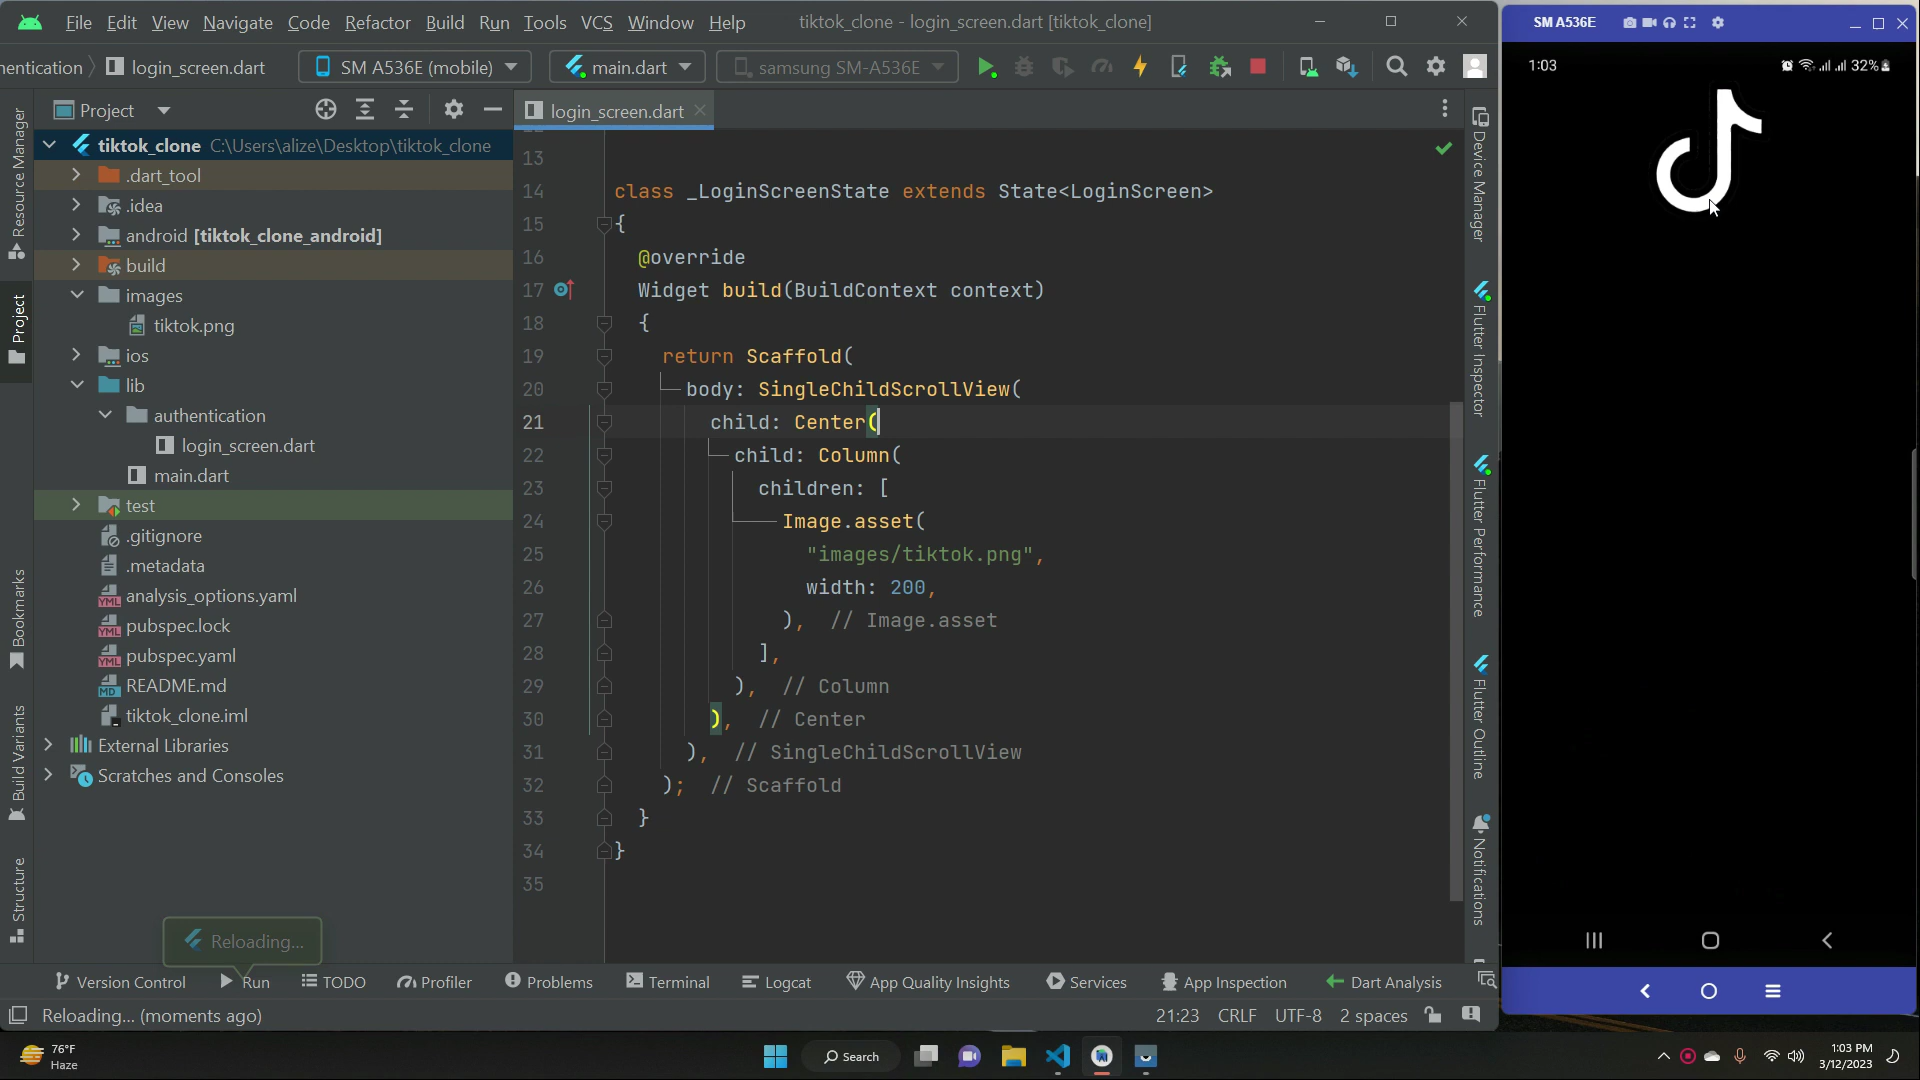 File Edit View Navigate Code Refactor Build Run Tools VCS Window Help tiktok_clone - login_screen.dart [tiktok_clone]
SM A536E
entication login_screen.dart SM A536E (mobile) main.dart samsung SM-A536E
1:03 32%
Project
login_screen.dart
tiktok_clone C:\Users\alize\Desktop\tiktok_clone
.dart_tool
.idea
android [tiktok_clone_android]
build
images
tiktok.png
ios
lib
authentication
login_screen.dart
main.dart
test
.gitignore
.metadata
analysis_options.yaml
pubspec.lock
pubspec.yaml
README.md
tiktok_clone.iml
External Libraries
Scratches and Consoles
Resource Manager
Project
Bookmarks
Build Variants
Structure
13
14 class _LoginScreenState extends State<LoginScreen>
15 {
16 @override
17 Widget build(BuildContext context)
18 {
19 return Scaffold(
20 body: SingleChildScrollView(
21 child: Center(
22 child: Column(
23 children: [
24 Image.asset(
25 "images/tiktok.png",
26 width: 200,
27 ), // Image.asset
28 ],
29 ), // Column
30 ), // Center
31 ), // SingleChildScrollView
32 ); // Scaffold
33 }
34 }
35
Device Manager
Flutter Inspector
Flutter Performance
Flutter Outline
Notifications
Reloading...
Version Control Run TODO Profiler Problems Terminal Logcat App Quality Insights Services App Inspection Dart Analysis
Reloading... (moments ago) 21:23 CRLF UTF-8 2 spaces
76°F
Haze
Search
1:03 PM
3/12/2023